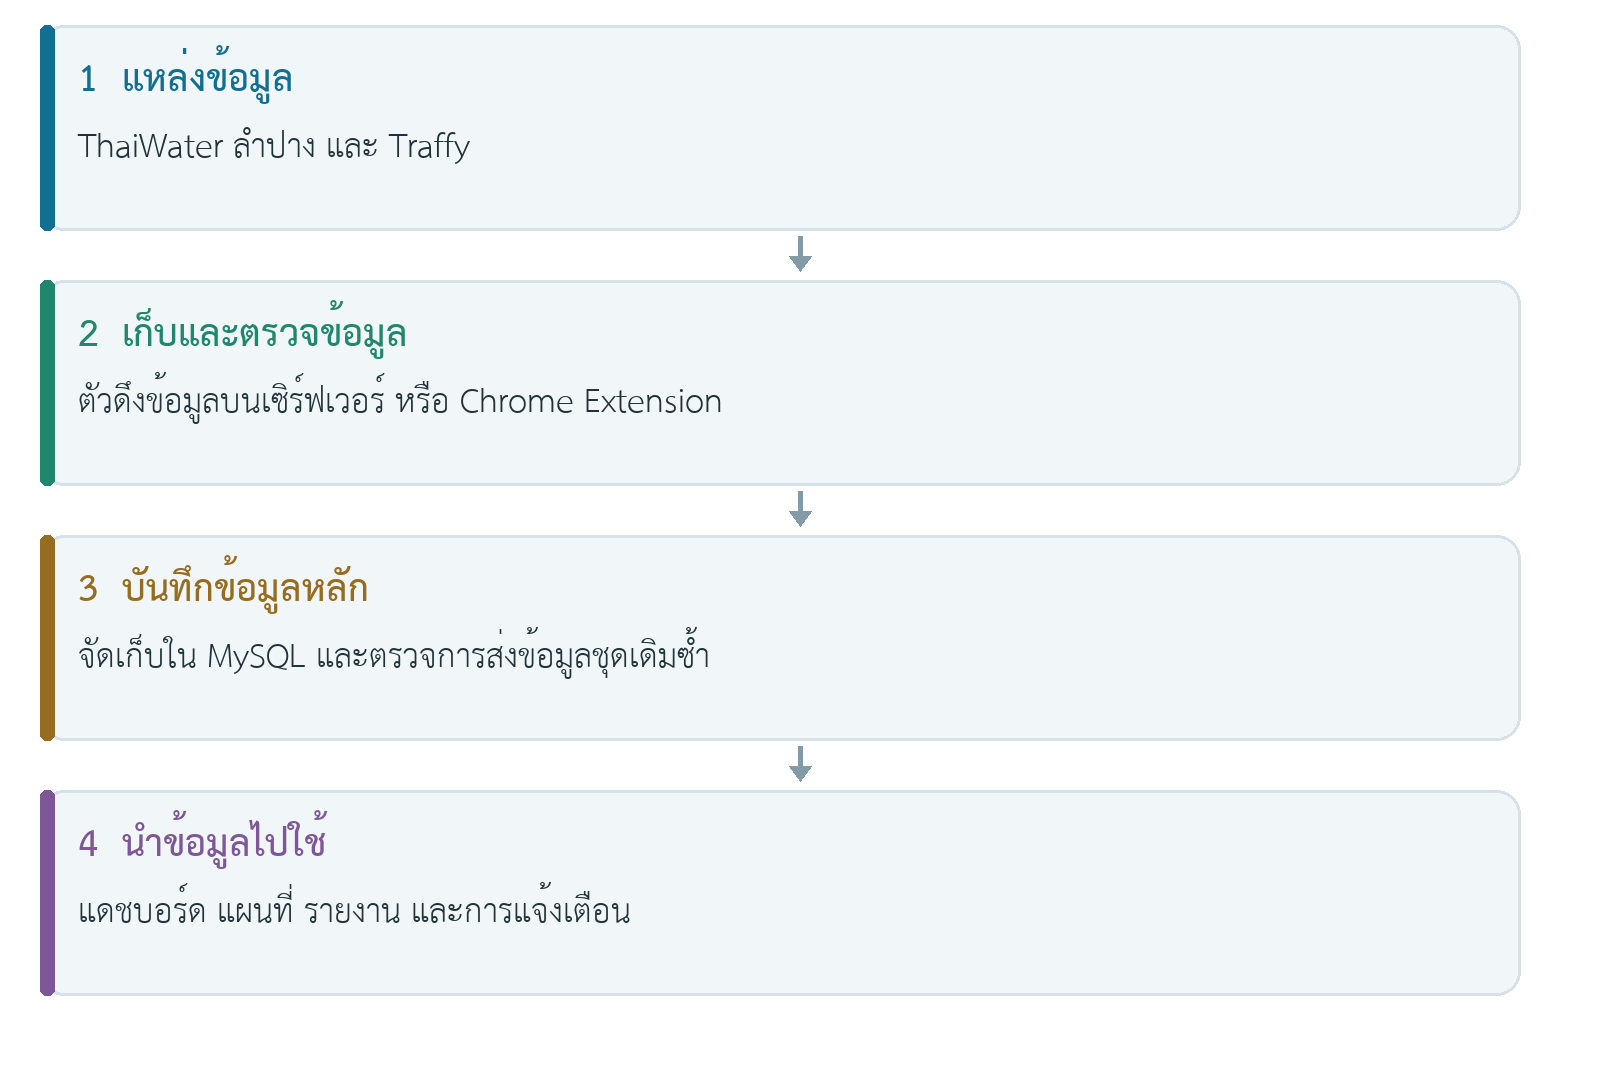 1 แหล่งข้อมูล
ThaiWater ลำปาง และ Traffy
2 เก็บและตรวจข้อมูล
ตัวดึงข้อมูลบนเซิร์ฟเวอร์ หรือ Chrome Extension
3 บันทึกข้อมูลหลัก
จัดเก็บใน MySQL และตรวจการส่งข้อมูลชุดเดิมซ้ำ
4 นำข้อมูลไปใช้
แดชบอร์ด แผนที่ รายงาน และการแจ้งเตือน